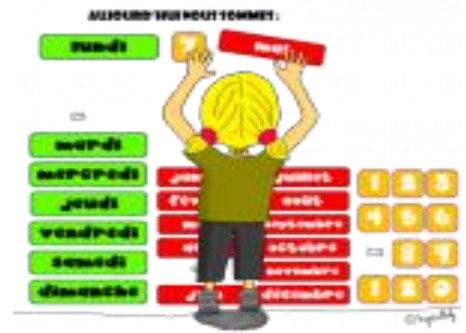 AUJOURD'HUI NOUS SOMMES :
lundi 7 mai
mardi
mercredi juillet 1 2 3
jeudi août
vendredi septembre 4 5 6
samedi octobre 8 9
novembre
dimanche décembre 1 2 0